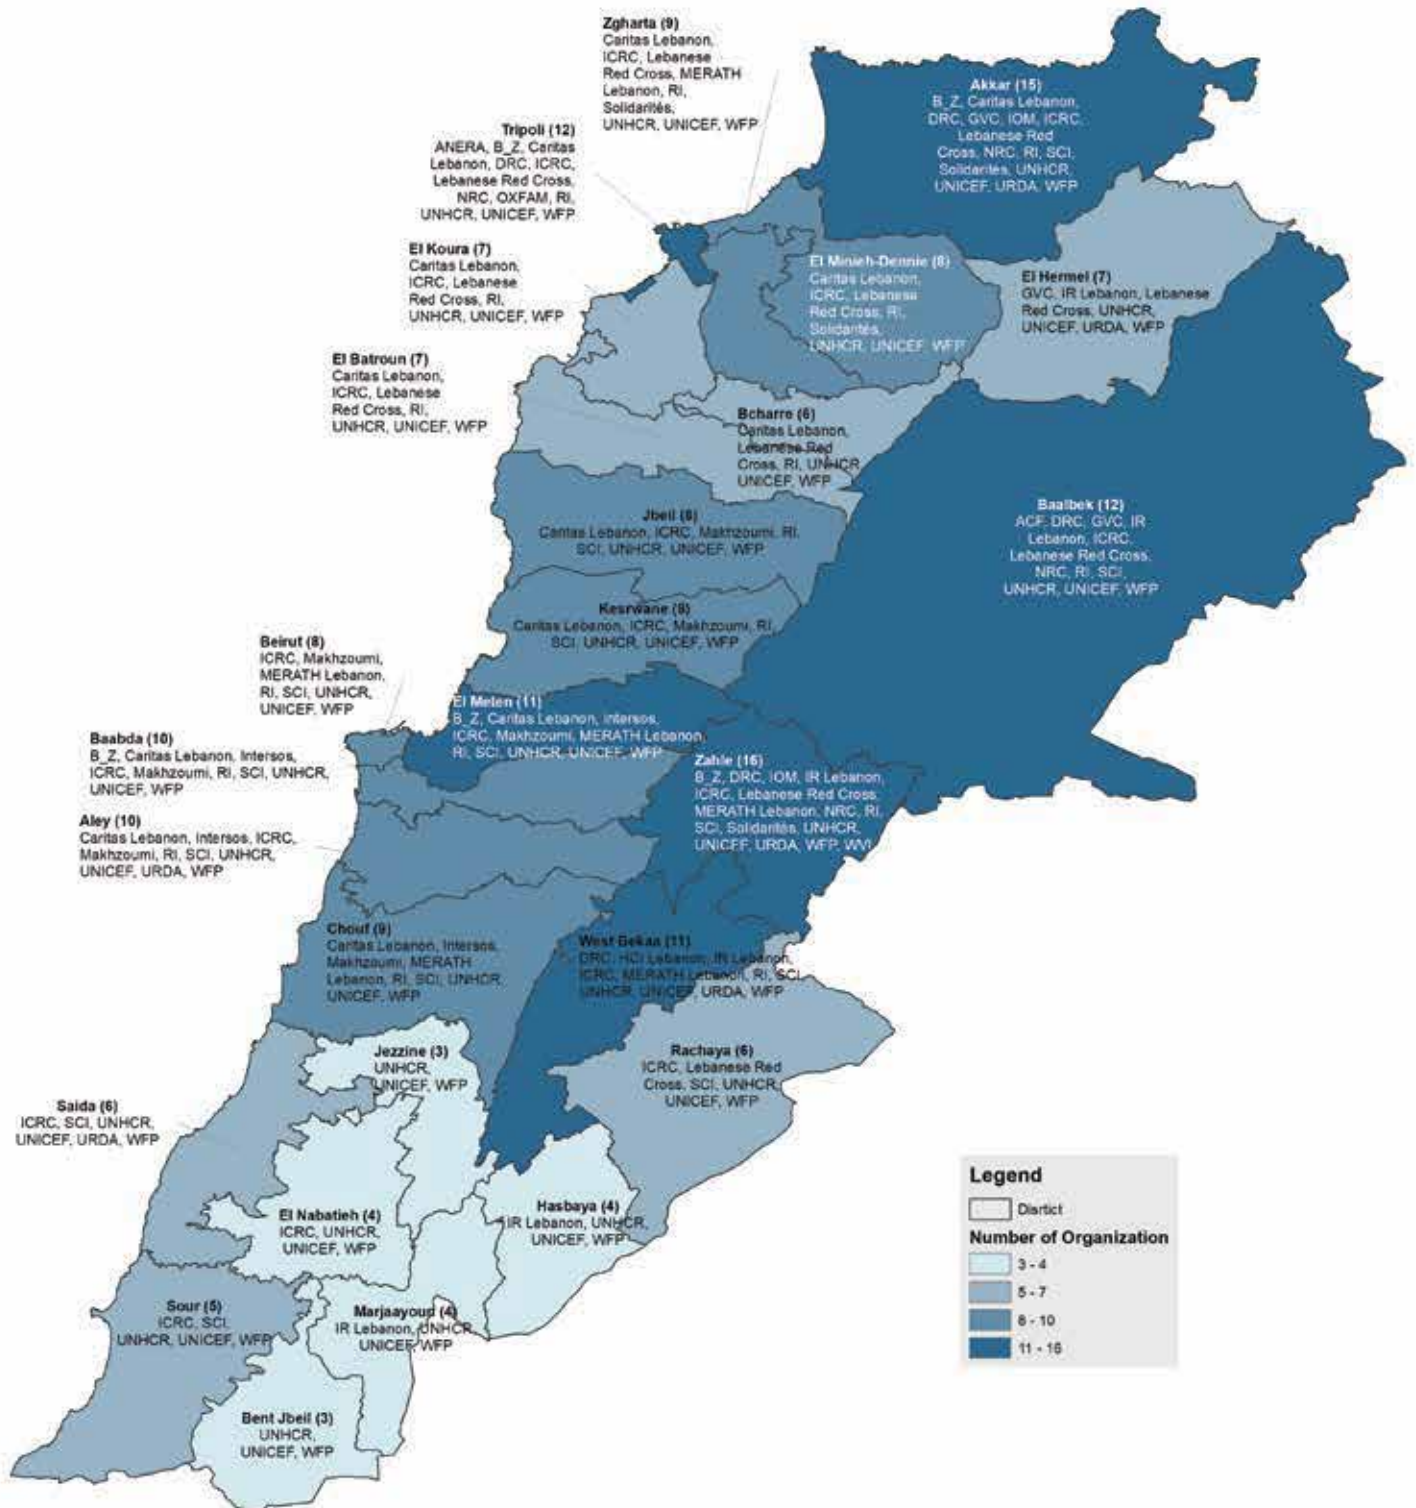 Zgharta (9)
Caritas Lebanon,
ICRC, Lebanese
Red Cross, MERATH
Lebanon, RI,
Solidarités,
UNHCR, UNICEF, WFP
Akkar (15)
B_Z, Caritas Lebanon,
DRC, GVC, IOM, ICRC,
Lebanese Red
Cross, NRC, RI, SCI,
Solidarités, UNHCR,
UNICEF, URDA, WFP
Tripoli (12)
ANERA, B_Z, Caritas
Lebanon, DRC, ICRC,
Lebanese Red Cross,
NRC, OXFAM, RI,
UNHCR, UNICEF, WFP
El Koura (7)
Caritas Lebanon,
ICRC, Lebanese
Red Cross, RI,
UNHCR, UNICEF, WFP
El Minieh-Dennie (8)
Caritas Lebanon,
ICRC, Lebanese
Red Cross, RI,
Solidarités,
UNHCR, UNICEF, WFP
El Hermel (7)
GVC, IR Lebanon, Lebanese
Red Cross, UNHCR,
UNICEF, URDA, WFP
El Batroun (7)
Caritas Lebanon,
ICRC, Lebanese
Red Cross, RI,
UNHCR, UNICEF, WFP
Bcharre (6)
Caritas Lebanon,
Lebanese Red
Cross, RI, UNHCR,
UNICEF, WFP
Jbeil (8)
Caritas Lebanon, ICRC, Makhzoumi, RI,
SCI, UNHCR, UNICEF, WFP
Baalbek (12)
ACF, DRC, GVC, IR
Lebanon, ICRC,
Lebanese Red Cross,
NRC, RI, SCI,
UNHCR, UNICEF, WFP
Kesrwane (8)
Caritas Lebanon, ICRC, Makhzoumi, RI,
SCI, UNHCR, UNICEF, WFP
Beirut (8)
ICRC, Makhzoumi,
MERATH Lebanon,
RI, SCI, UNHCR,
UNICEF, WFP
El Meten (11)
B_Z, Caritas Lebanon, Intersos,
ICRC, Makhzoumi, MERATH Lebanon,
RI, SCI, UNHCR, UNICEF, WFP
Baabda (10)
B_Z, Caritas Lebanon, Intersos,
ICRC, Makhzoumi, RI, SCI, UNHCR,
UNICEF, WFP
Zahle (16)
B_Z, DRC, IOM, IR Lebanon,
ICRC, Lebanese Red Cross,
MERATH Lebanon, NRC, RI,
SCI, Solidarités, UNHCR,
UNICEF, URDA, WFP, WVI
Aley (10)
Caritas Lebanon, Intersos, ICRC,
Makhzoumi, RI, SCI, UNHCR,
UNICEF, URDA, WFP
Chouf (9)
Caritas Lebanon, Intersos,
Makhzoumi, MERATH
Lebanon, RI, SCI, UNHCR,
UNICEF, WFP
West Bekaa (11)
DRC, HCI Lebanon, IR Lebanon,
ICRC, MERATH Lebanon, RI, SCI,
UNHCR, UNICEF, URDA, WFP
Jezzine (3)
UNHCR,
UNICEF, WFP
Rachaya (6)
ICRC, Lebanese Red
Cross, SCI, UNHCR,
UNICEF, WFP
Saida (6)
ICRC, SCI, UNHCR,
UNICEF, URDA, WFP
El Nabatieh (4)
ICRC, UNHCR,
UNICEF, WFP
Hasbaya (4)
IR Lebanon, UNHCR,
UNICEF, WFP
Sour (5)
ICRC, SCI,
UNHCR, UNICEF, WFP
Marjaayoun (4)
IR Lebanon, UNHCR,
UNICEF, WFP
Bent Jbeil (3)
UNHCR,
UNICEF, WFP
Legend
Disrtict
Number of Organization
3 - 4
5 - 7
8 - 10
11 - 16